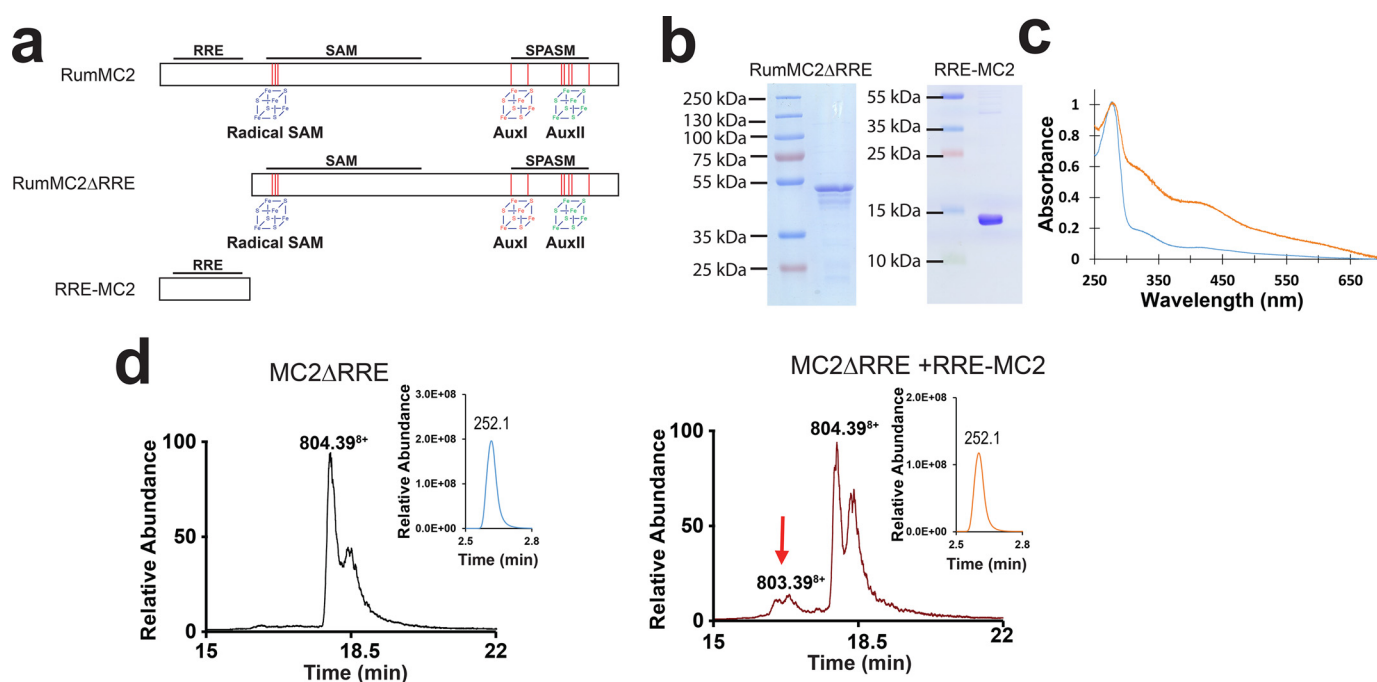 a
RRE SAM SPASM
RumMC2
Radical SAM AuxI AuxII
SAM SPASM
RumMC2ΔRRE
Radical SAM AuxI AuxII
RRE
RRE-MC2
b
RumMC2ΔRRE
250 kDa
130 kDa
100 kDa
75 kDa
55 kDa
35 kDa
25 kDa
RRE-MC2
55 kDa
35 kDa
25 kDa
15 kDa
10 kDa
c
Absorbance
1
0.8
0.6
0.4
0.2
0
250 350 450 550 650
Wavelength (nm)
d
MC2ΔRRE
Relative Abundance
100
50
0
804.39⁸⁺
15 18.5 22
Time (min)
Relative Abundance
3.0E+08
2.0E+08
1.0E+08
0.0E+00
252.1
2.5 2.8
Time (min)
MC2ΔRRE +RRE-MC2
Relative Abundance
100
50
0
803.39⁸⁺
804.39⁸⁺
15 18.5 22
Time (min)
Relative Abundance
2.0E+08
1.0E+08
0.0E+00
252.1
2.5 2.8
Time (min)